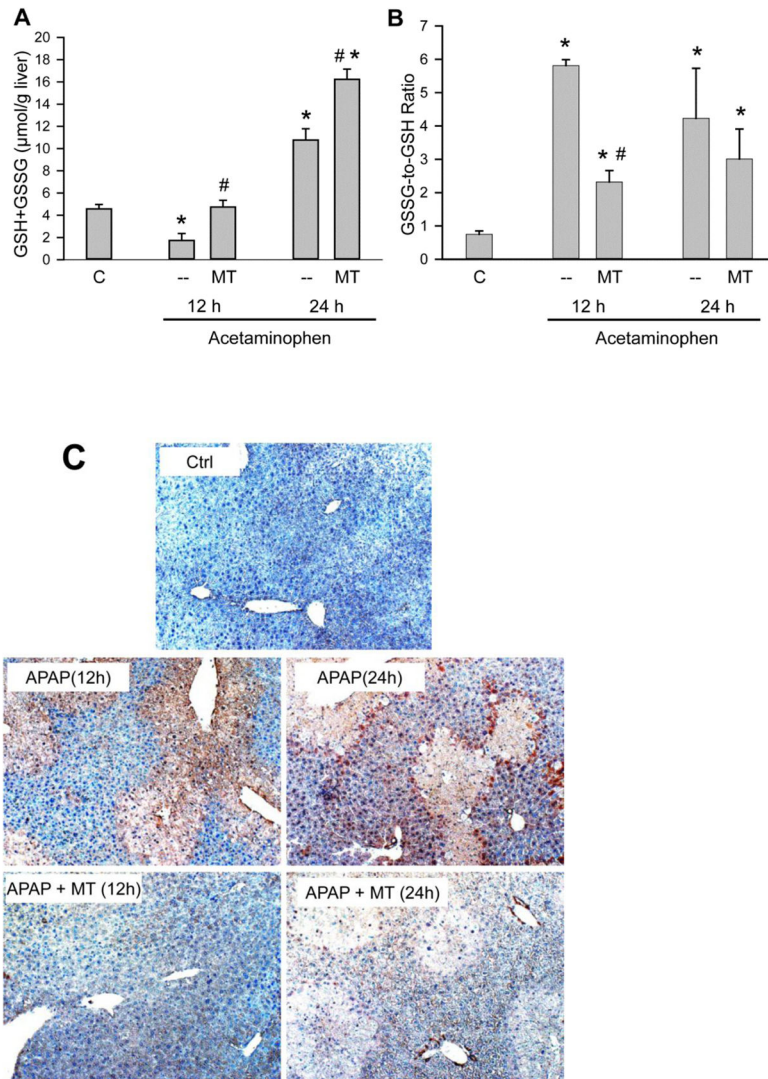 A
GSH+GSSG (µmol/g liver)
20
18
16
14
12
10
8
6
4
2
0
*
#
*
# *
C
--
MT
--
MT
12 h
24 h
Acetaminophen
B
GSSG-to-GSH Ratio
7
6
5
4
3
2
1
0
*
* #
*
*
C
--
MT
--
MT
12 h
24 h
Acetaminophen
C
Ctrl
APAP(12h)
APAP(24h)
APAP + MT (12h)
APAP + MT (24h)